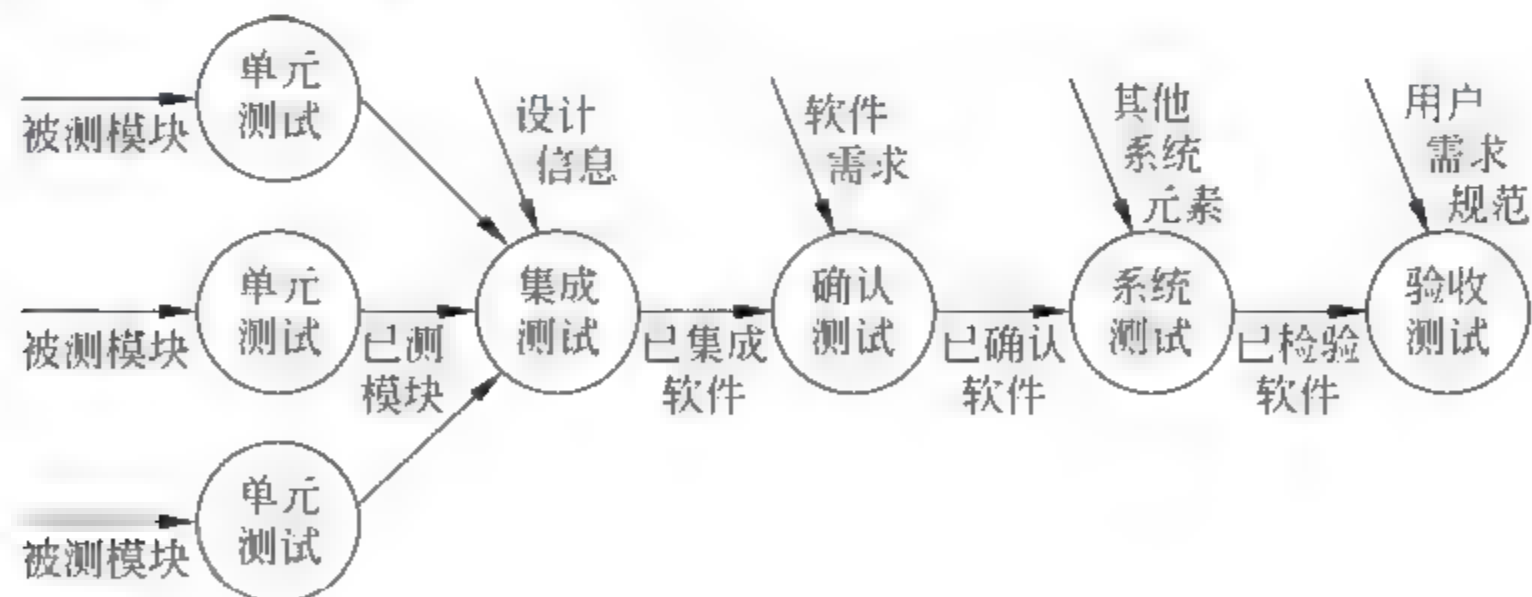 单元
测试
被测模块
设计
信息
软件
需求
其他
系统
元素
用户
需求
规范
单元
测试
被测模块
已测
模块
集成
测试
已集成
软件
确认
测试
已确认
软件
系统
测试
已检验
软件
验收
测试
单元
测试
被测模块